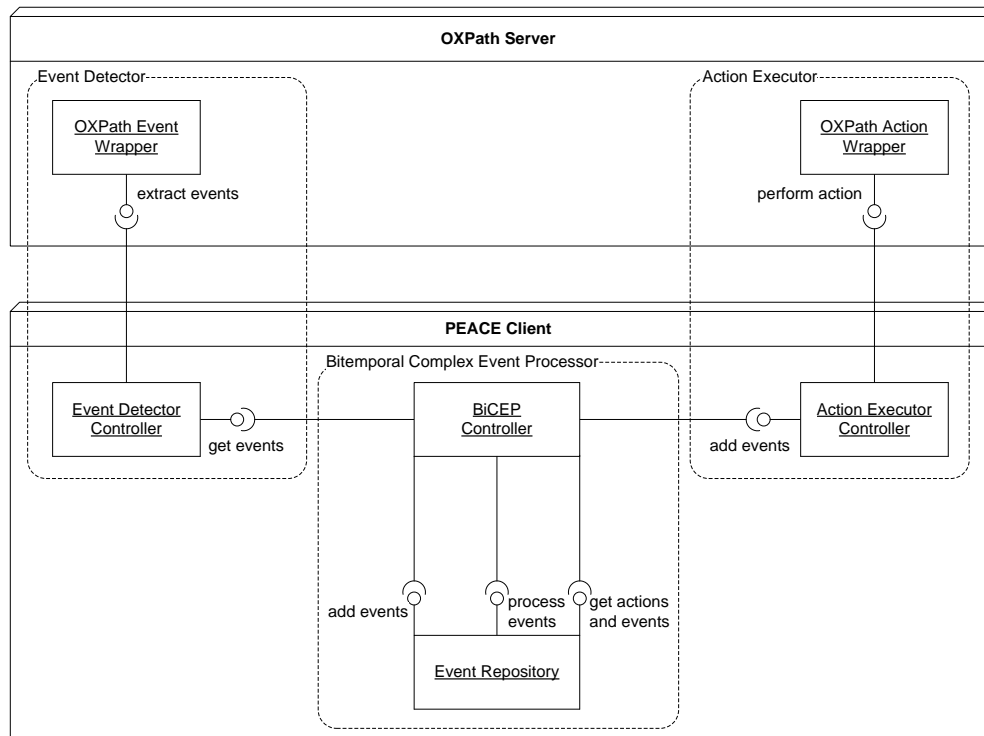 OXPath Server
Event Detector
Action Executor
OXPath Event
Wrapper
OXPath Action
Wrapper
extract events
perform action
PEACE Client
Bitemporal Complex Event Processor
Event Detector
Controller
BiCEP
Controller
Action Executor
Controller
get events
add events
add events
process
events
get actions
and events
Event Repository